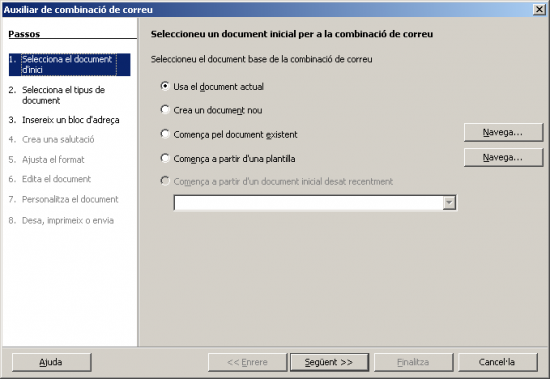 Auxiliar de combinació de correu
Passos
1. Selecciona el document
d'inici
2. Selecciona el tipus de
document
3. Insereix un bloc d'adreça
4. Crea una salutació
5. Ajusta el format
6. Edita el document
7. Personalitza el document
8. Desa, imprimeix o envia
Seleccioneu un document inicial per a la combinació de correu
Seleccioneu el document base de la combinació de correu
Usa el document actual
Crea un document nou
Comença pel document existent
Navega...
Comença a partir d'una plantilla
Navega...
Comença a partir d'un document inicial desat recentment
Ajuda
<< Enrere
Següent >>
Finalitza
Cancel·la